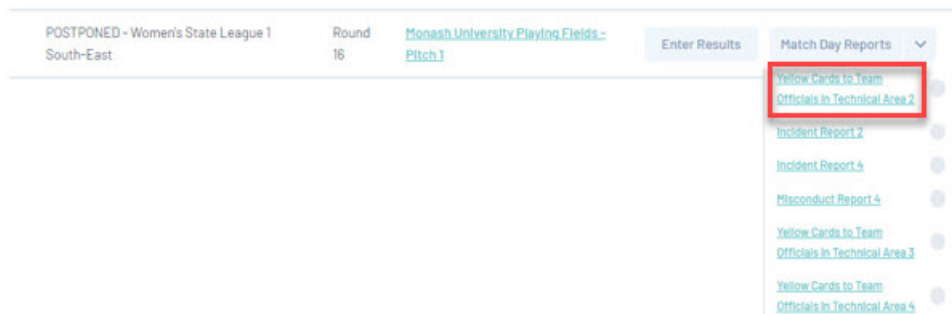 POSTPONED - Women's State League 1
South-East
Round
16
Monash University Playing Fields -
Pitch 1
Enter Results
Match Day Reports
Yellow Cards to Team
Officials in Technical Area 2
Incident Report 2
Incident Report 4
Misconduct Report 4
Yellow Cards to Team
Officials in Technical Area 3
Yellow Cards to Team
Officials in Technical Area 4